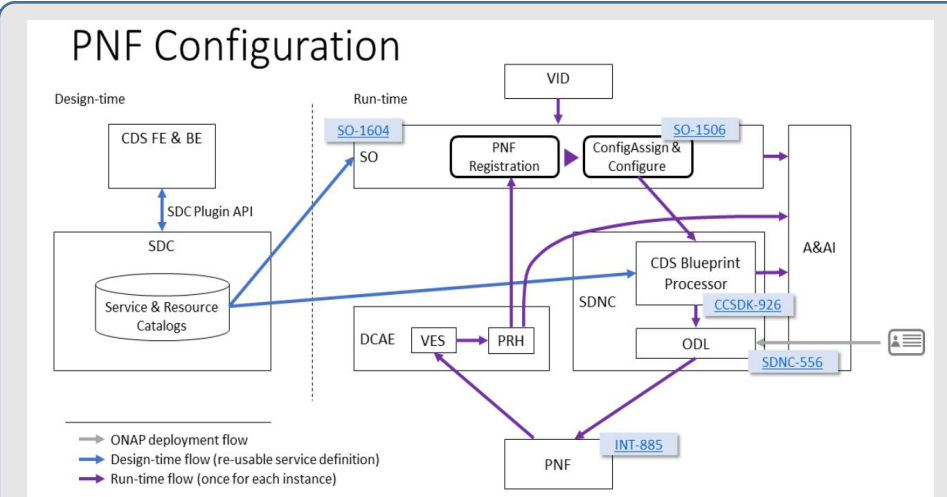 PNF Configuration
Design-time
Run-time
VID
CDS FE & BE
SO-1604
SO-1506
SO
PNF
Registration
ConfigAssign &
Configure
SDC Plugin API
SDC
Service & Resource
Catalogs
A&AI
SDNC
CDS Blueprint
Processor
CCSDK-926
DCAE
VES
PRH
ODL
SDNC-556
ONAP deployment flow
Design-time flow (re-usable service definition)
Run-time flow (once for each instance)
PNF
INT-885